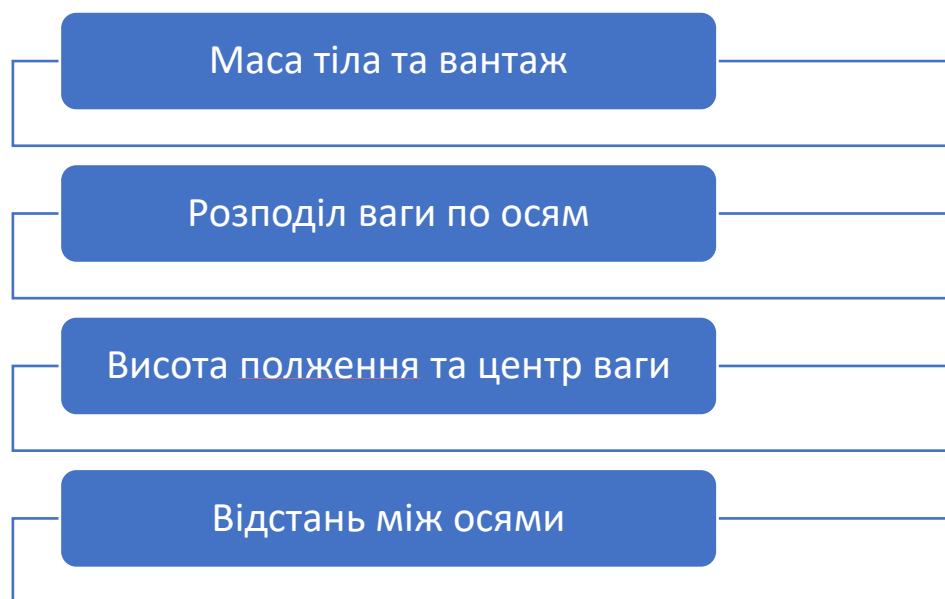 Маса тіла та вантаж
Розподіл ваги по осям
Висота полження та центр ваги
Відстань між осями